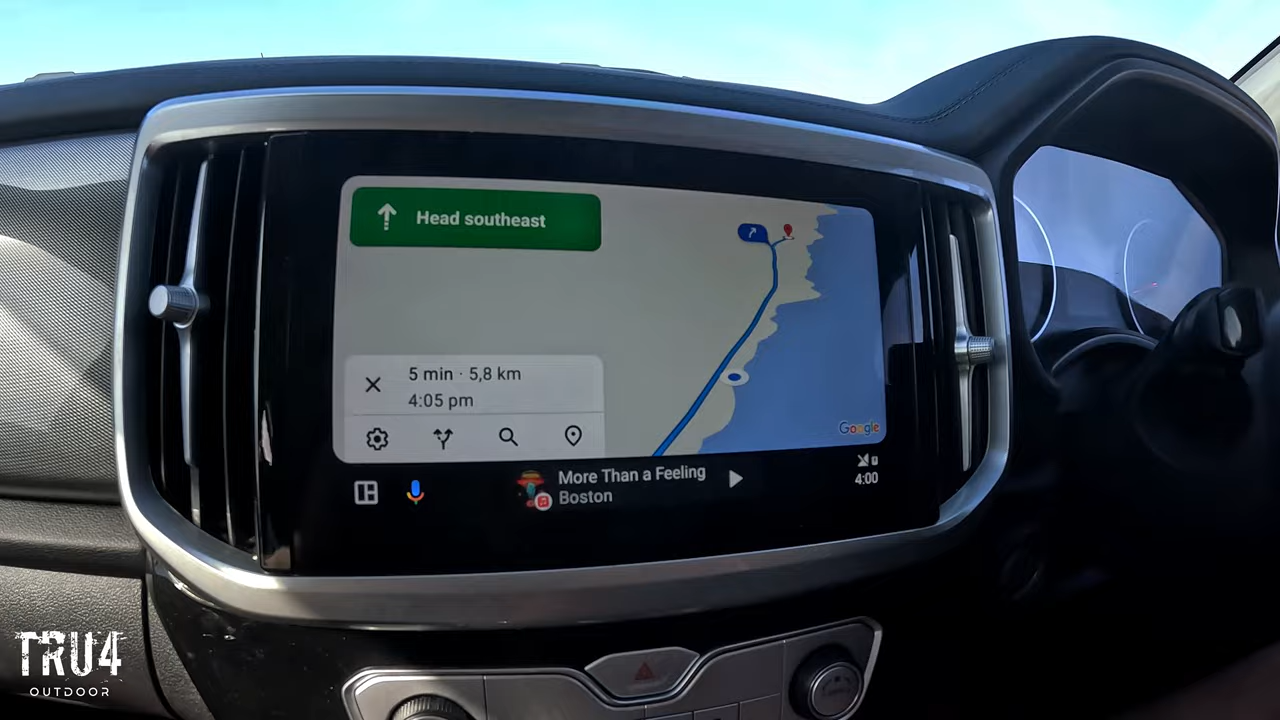 Head southeast
5 min · 5,8 km
4:05 pm
Google
More Than a Feeling
Boston
4:00
TRU4
OUTDOOR